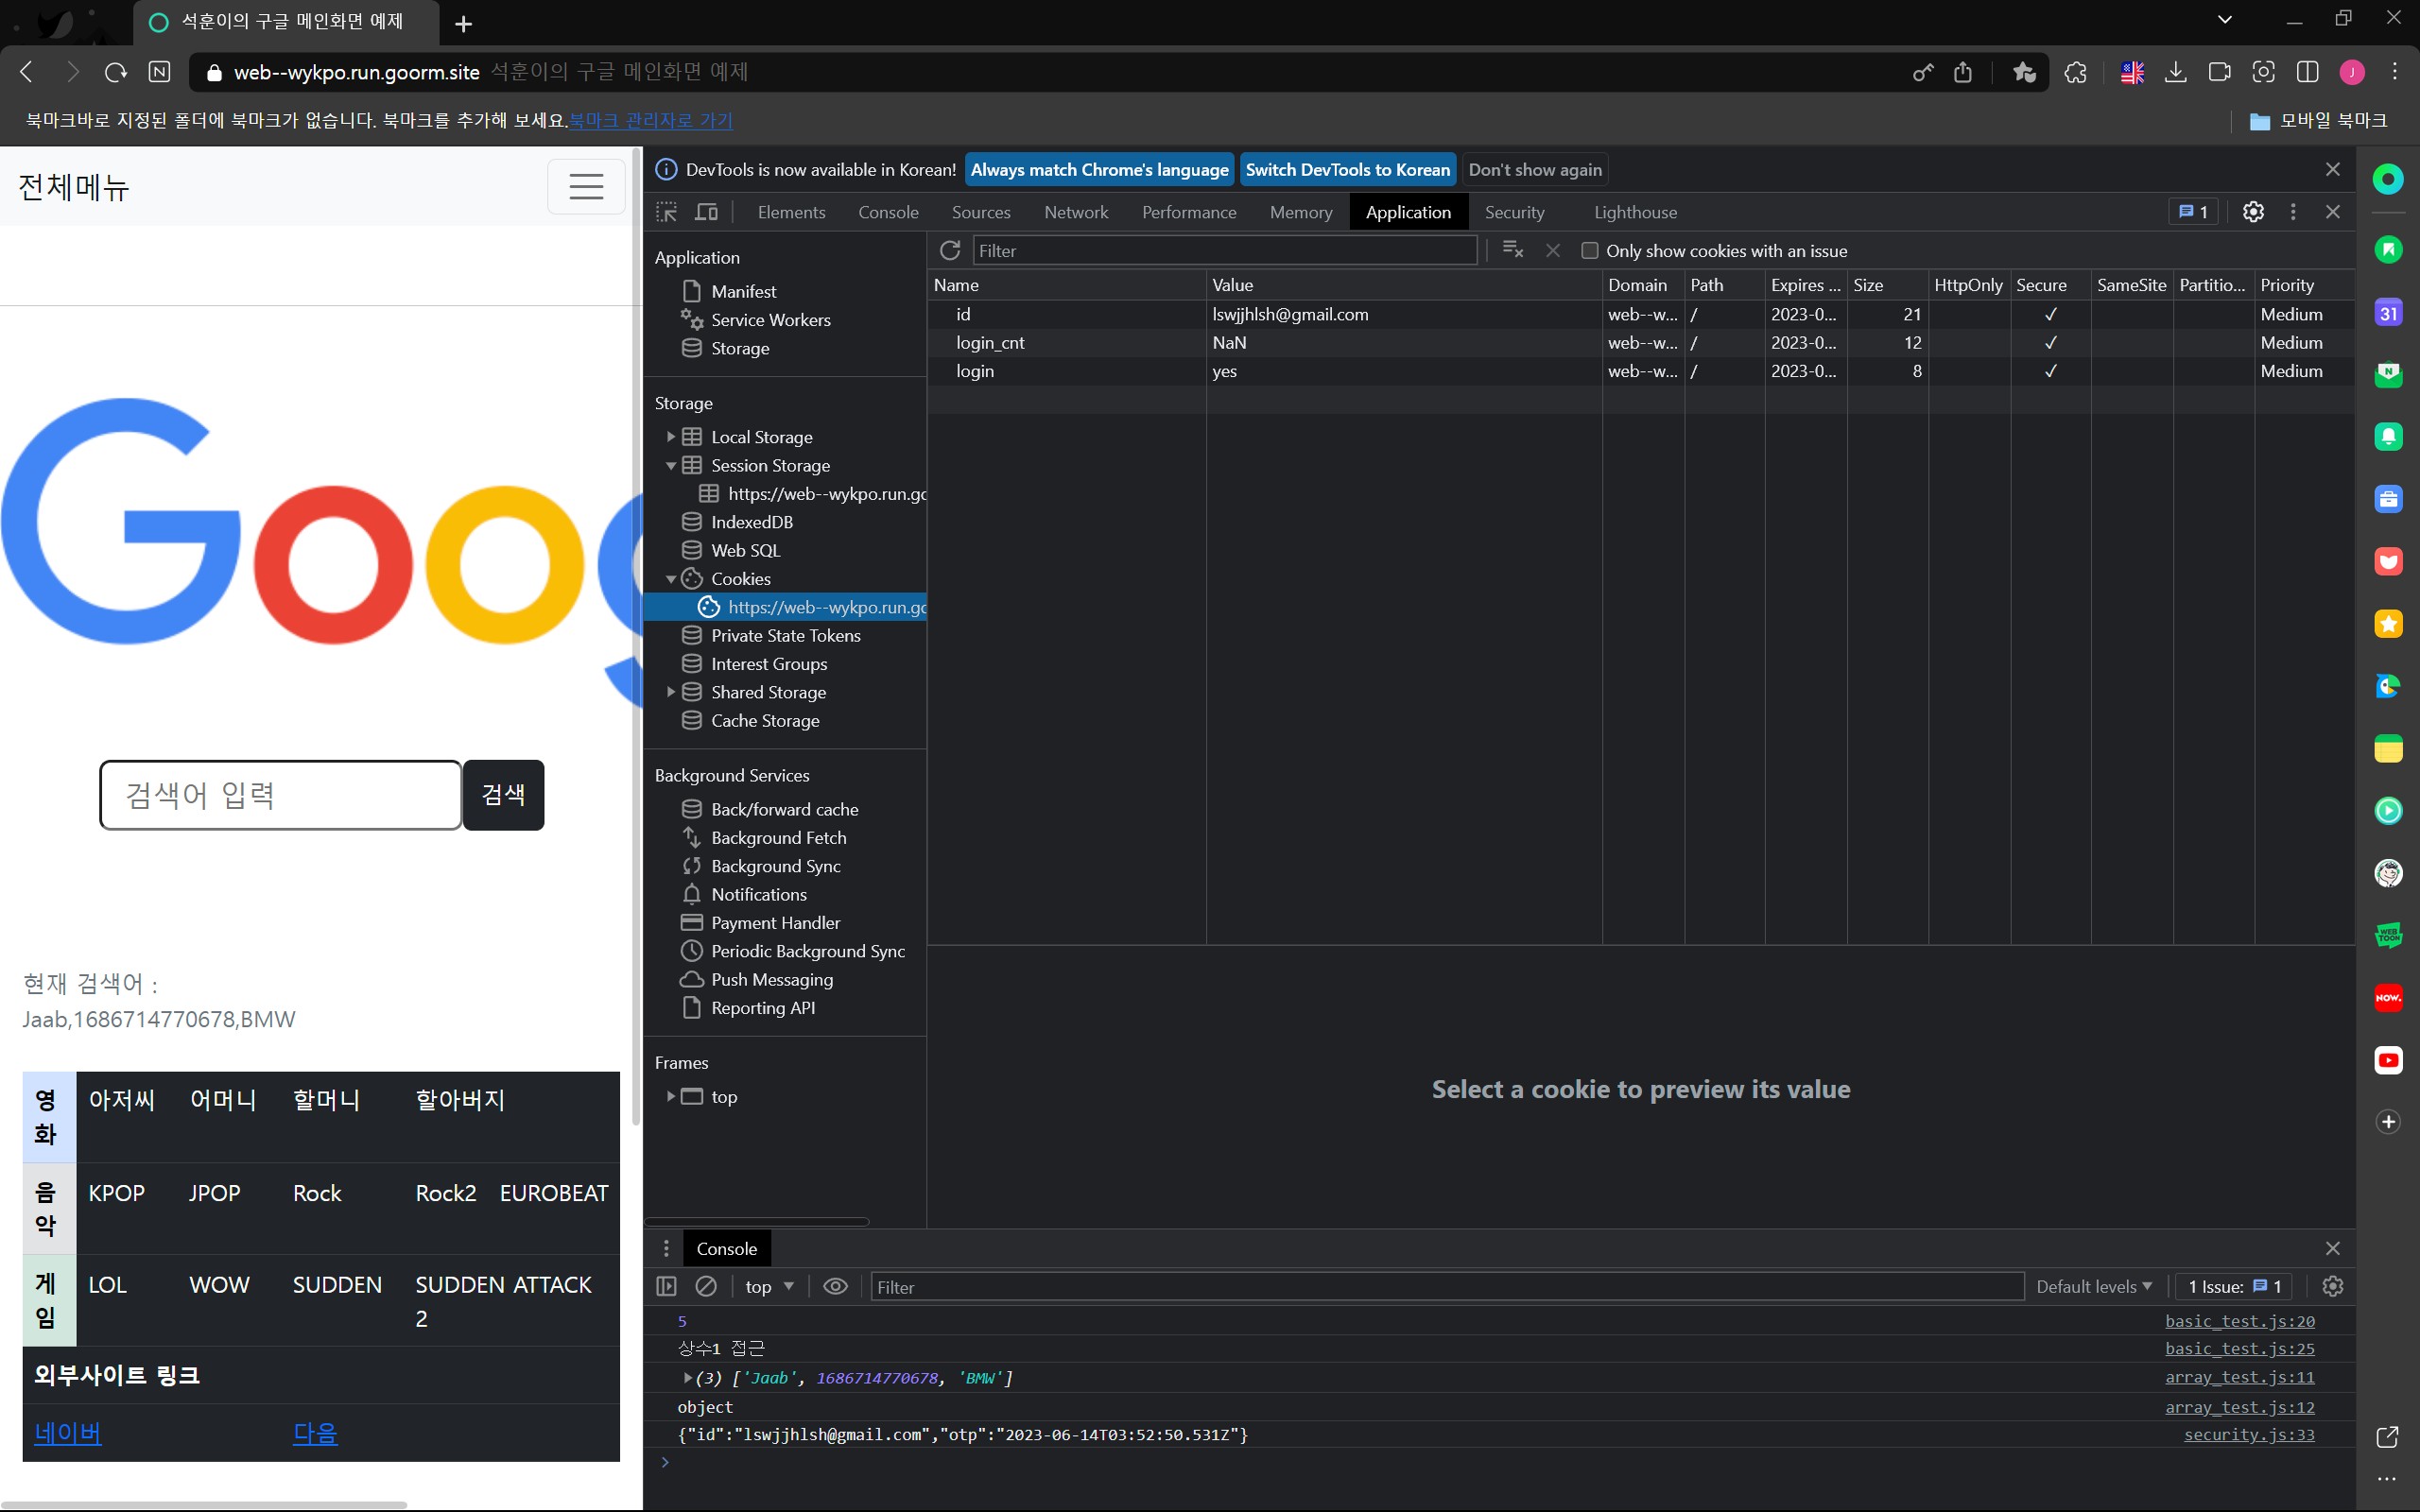 석훈이의 구글 메인화면 예제
web--wykpo.run.goorm.site 석훈이의 구글 메인화면 예제
북마크바로 지정된 폴더에 북마크가 없습니다. 북마크를 추가해 보세요.북마크 관리자로 가기
모바일 북마크
전체메뉴
Goog
검색어 입력
검색
현재 검색어 :
Jaab,1686714770678,BMW
영화 아저씨 어머니 할머니 할아버지
음악 KPOP JPOP Rock Rock2 EUROBEAT
게임 LOL WOW SUDDEN SUDDEN ATTACK 2
외부사이트 링크
네이버 다음
DevTools is now available in Korean! Always match Chrome's language Switch DevTools to Korean Don't show again
Elements Console Sources Network Performance Memory Application Security Lighthouse 1
Application
Manifest
Service Workers
Storage
Storage
Local Storage
Session Storage
https://web--wykpo.run.go
IndexedDB
Web SQL
Cookies
https://web--wykpo.run.go
Private State Tokens
Interest Groups
Shared Storage
Cache Storage
Background Services
Back/forward cache
Background Fetch
Background Sync
Notifications
Payment Handler
Periodic Background Sync
Push Messaging
Reporting API
Frames
top
Filter Only show cookies with an issue
Name Value Domain Path Expires ... Size HttpOnly Secure SameSite Partitio... Priority
id lswjjhlsh@gmail.com web--w... / 2023-0... 21 ✓ Medium
login_cnt NaN web--w... / 2023-0... 12 ✓ Medium
login yes web--w... / 2023-0... 8 ✓ Medium
Select a cookie to preview its value
Console
top Filter Default levels 1 Issue: 1
5 basic_test.js:20
상수1 접근 basic_test.js:25
(3) ['Jaab', 1686714770678, 'BMW'] array_test.js:11
object array_test.js:12
{"id":"lswjjhlsh@gmail.com","otp":"2023-06-14T03:52:50.531Z"} security.js:33
J
31
N
WEB
TOON
NOW.